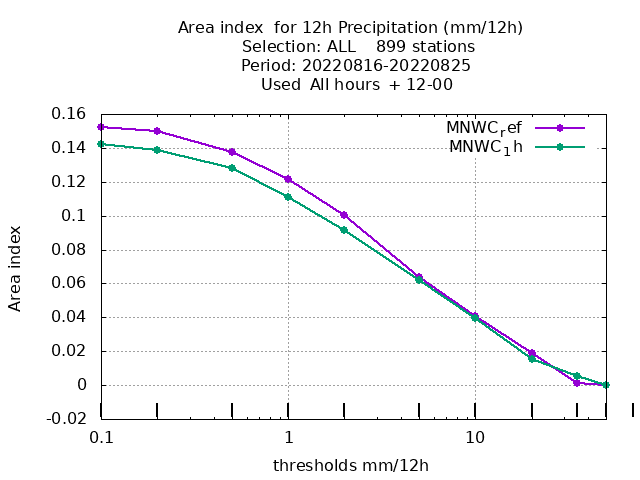 Area index  for 12h Precipitation (mm/12h)
Selection: ALL    899 stations
Period: 20220816-20220825
Used  All hours  + 12-00
MNWC_ref
MNWC_1h
0.16
0.14
0.12
0.1
0.08
0.06
0.04
0.02
0
-0.02
Area index
0.1 1 10
thresholds mm/12h